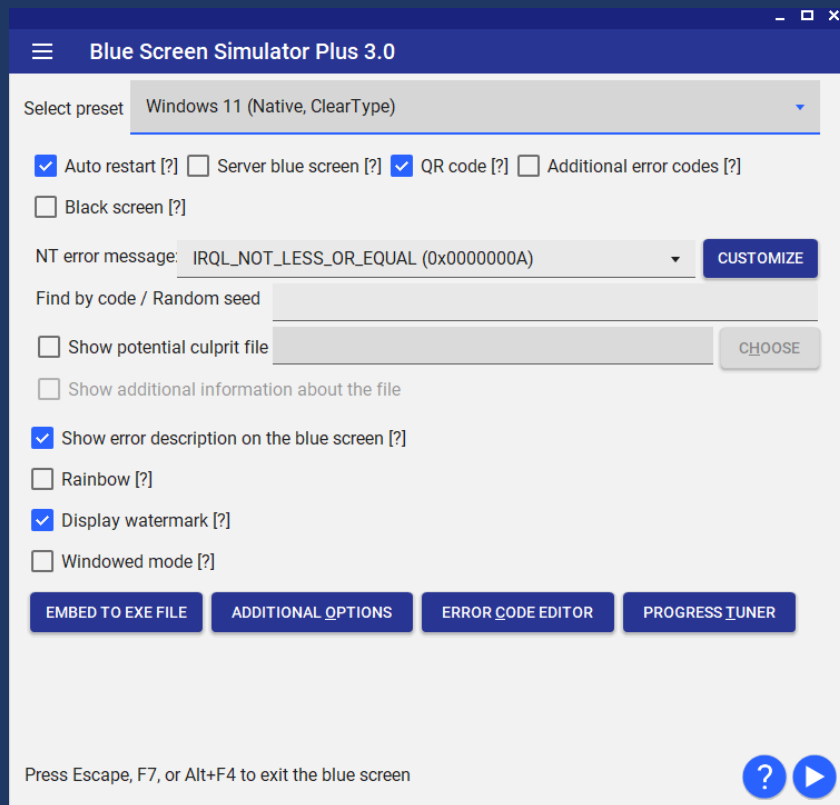 Blue Screen Simulator Plus 3.0
Select preset Windows 11 (Native, ClearType)
Auto restart [?] Server blue screen [?] QR code [?] Additional error codes [?]
Black screen [?]
NT error message: IRQL_NOT_LESS_OR_EQUAL (0x0000000A) CUSTOMIZE
Find by code / Random seed
Show potential culprit file CHOOSE
Show additional information about the file
Show error description on the blue screen [?]
Rainbow [?]
Display watermark [?]
Windowed mode [?]
EMBED TO EXE FILE ADDITIONAL OPTIONS ERROR CODE EDITOR PROGRESS TUNER
Press Escape, F7, or Alt+F4 to exit the blue screen ?